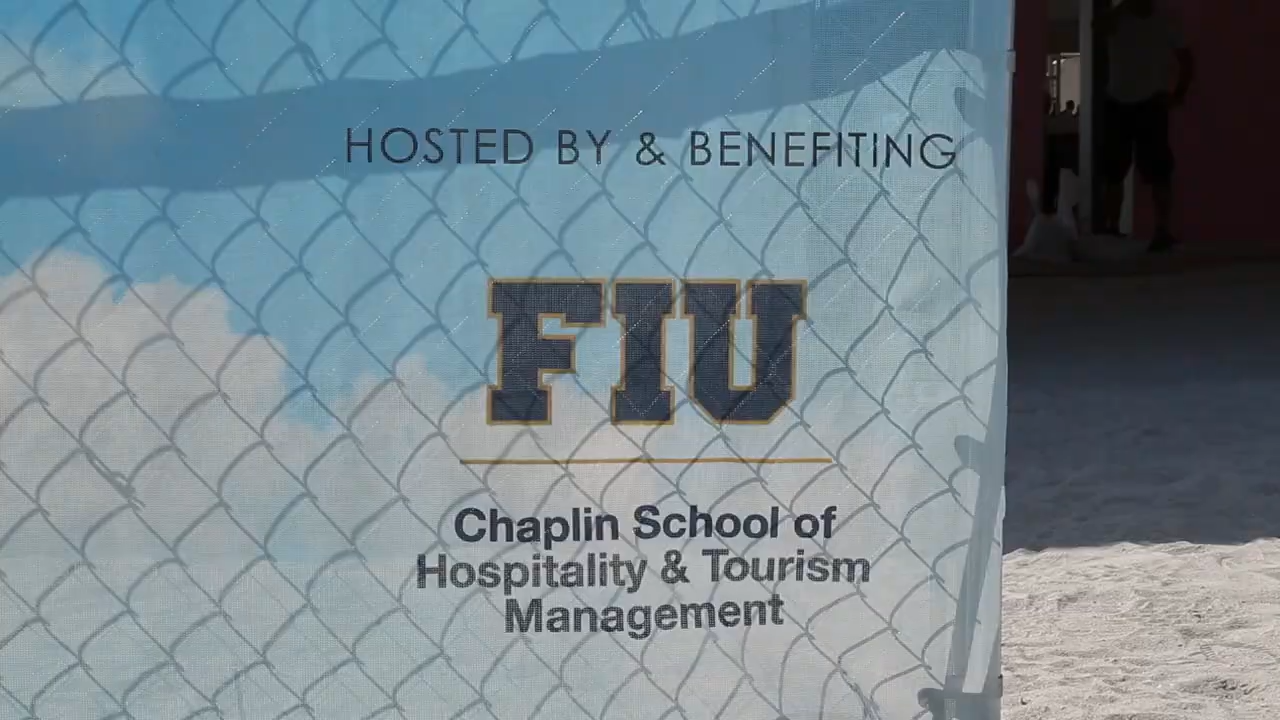 HOSTED BY & BENEFITING
FIU
Chaplin School of
Hospitality & Tourism
Management